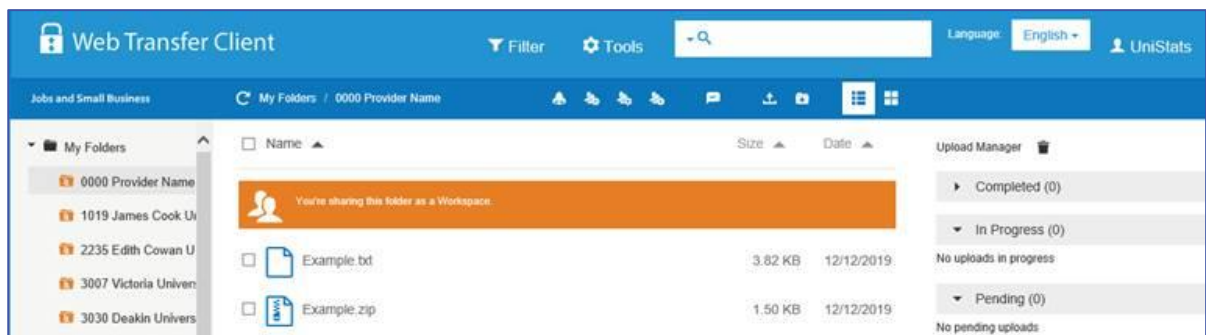 Web Transfer Client
Filter
Tools
Language:
English
UniStats
Jobs and Small Business
My Folders / 0000 Provider Name
My Folders
0000 Provider Name
1019 James Cook Un
2235 Edith Cowan U
3007 Victoria Univer
3030 Deakin Univers
Name
Size
Date
You're sharing this folder as a Workspace.
Example.txt 3.82 KB 12/12/2019
Example.zip 1.50 KB 12/12/2019
Upload Manager
Completed (0)
In Progress (0)
No uploads in progress
Pending (0)
No pending uploads